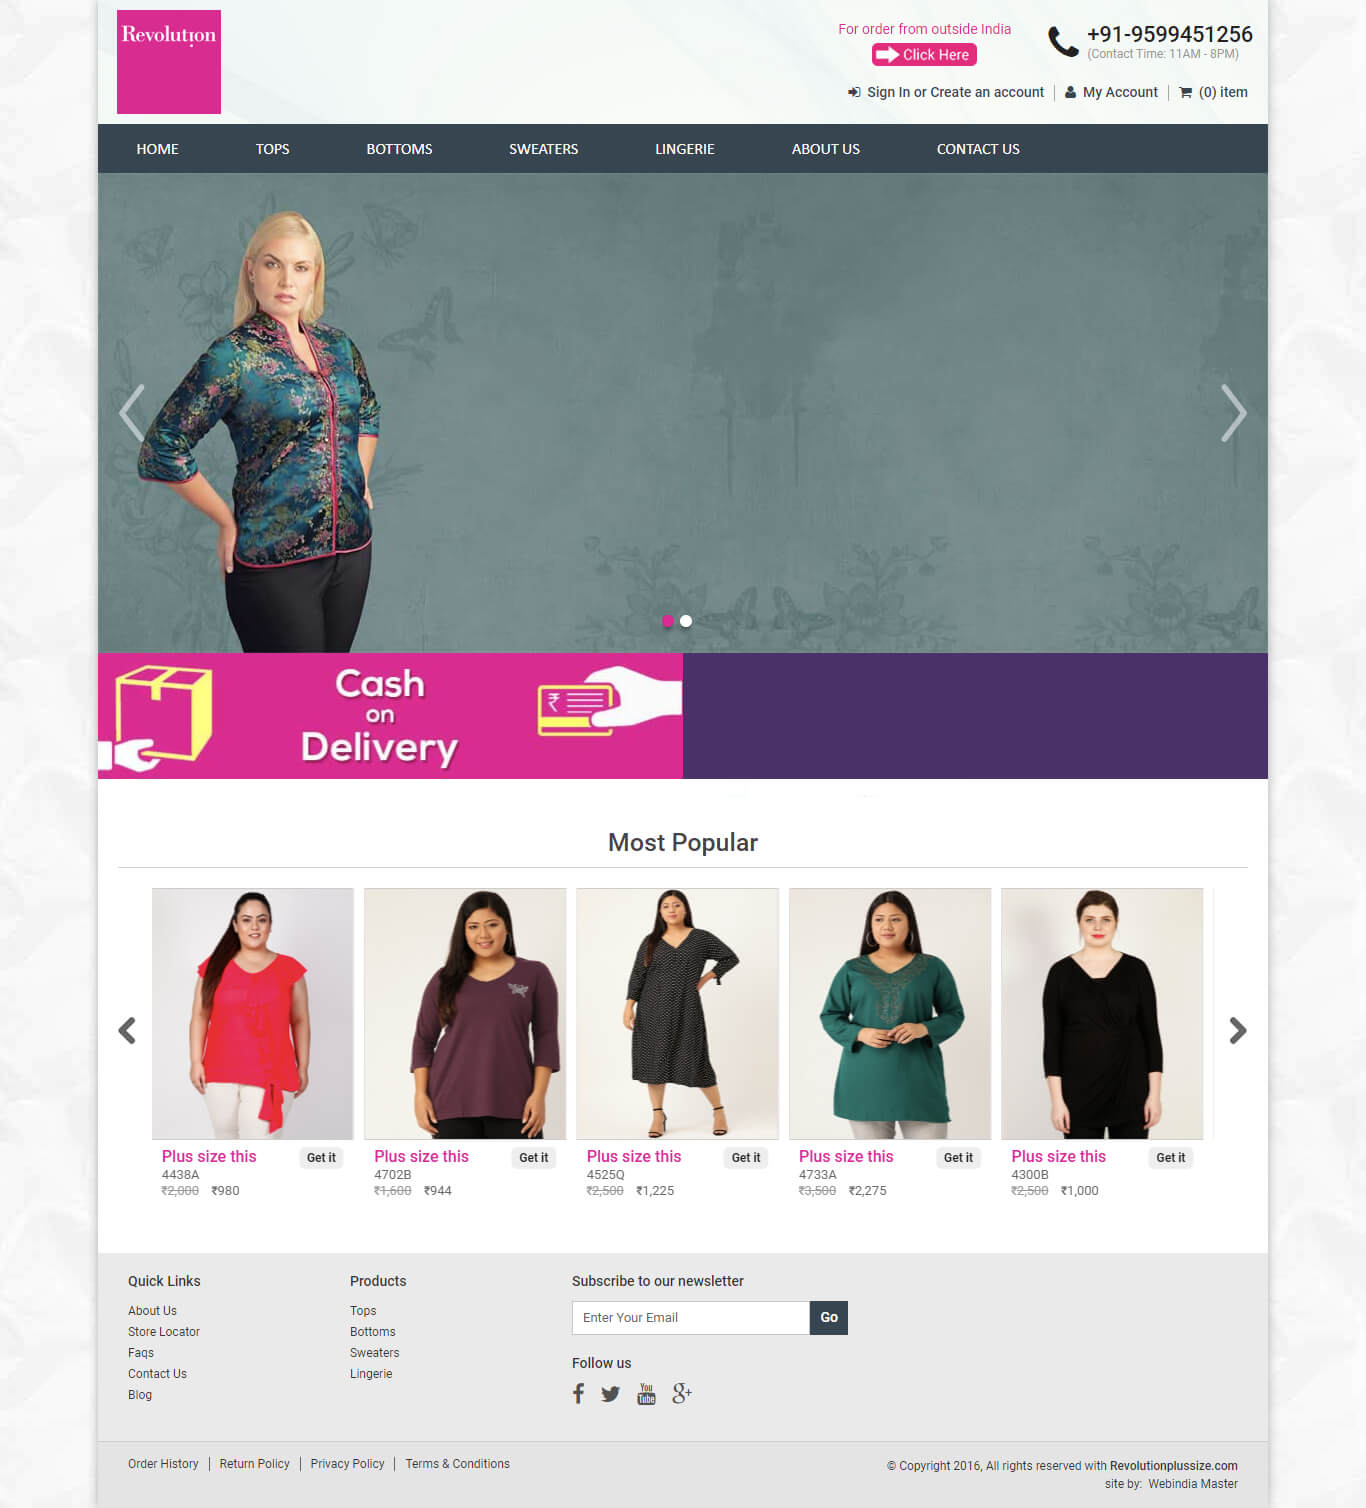 Revolution
For order from outside India
Click Here
+91-9599451256
(Contact Time: 11AM - 8PM)
Sign In or Create an account
My Account
(0) item
HOME
TOPS
BOTTOMS
SWEATERS
LINGERIE
ABOUT US
CONTACT US
Cash
on
Delivery
₹
Most Popular
Plus size this
Get it
4438A
₹2,000 ₹980
Plus size this
Get it
4702B
₹1,600 ₹944
Plus size this
Get it
4525Q
₹2,500 ₹1,225
Plus size this
Get it
4733A
₹3,500 ₹2,275
Plus size this
Get it
4300B
₹2,500 ₹1,000
Quick Links
About Us
Store Locator
Faqs
Contact Us
Blog
Products
Tops
Bottoms
Sweaters
Lingerie
Subscribe to our newsletter
Enter Your Email
Go
Follow us
You
Tube
Order History
Return Policy
Privacy Policy
Terms & Conditions
© Copyright 2016, All rights reserved with Revolutionplussize.com
site by: Webindia Master